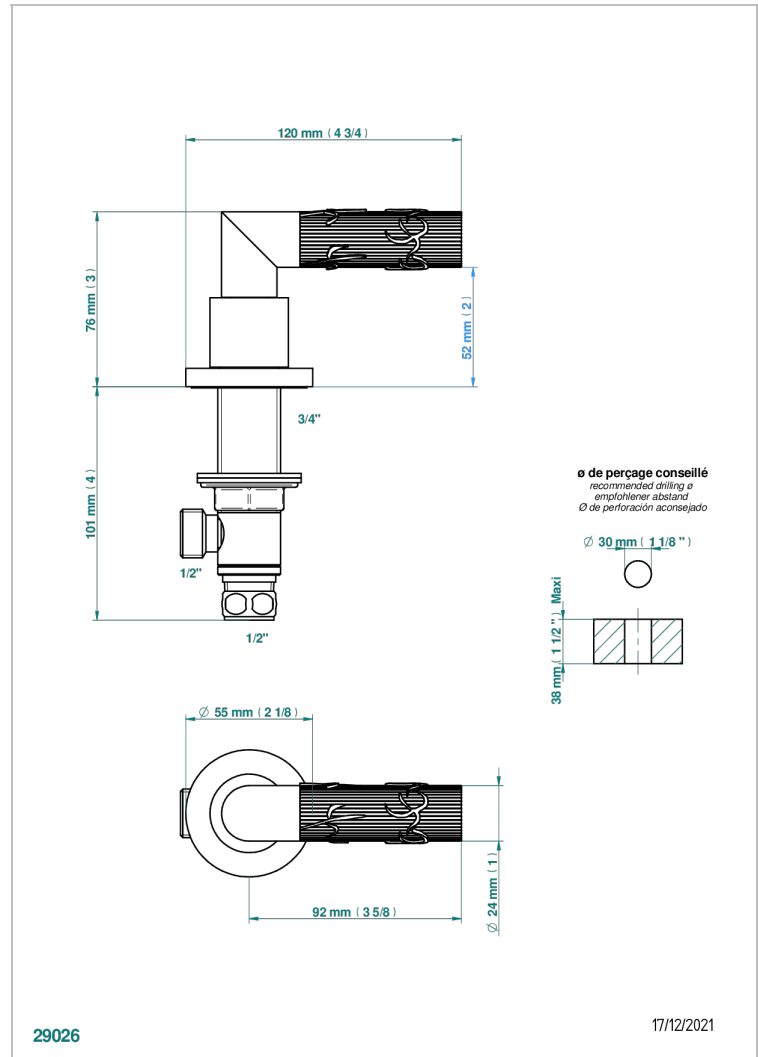 120 mm ( 4 3/4 )
76 mm ( 3 )
52 mm ( 2 )
3/4"
101 mm ( 4 )
1/2"
1/2"
ø de perçage conseillé
recommended drilling ø
empfohlener abstand
Ø de perforación aconsejado
Ø 30 mm ( 1 1/8 " )
38 mm ( 1 1/2 " ) Maxi
Ø 55 mm ( 2 1/8 )
92 mm ( 3 5/8 )
Ø 24 mm ( 1 )
29026
17/12/2021